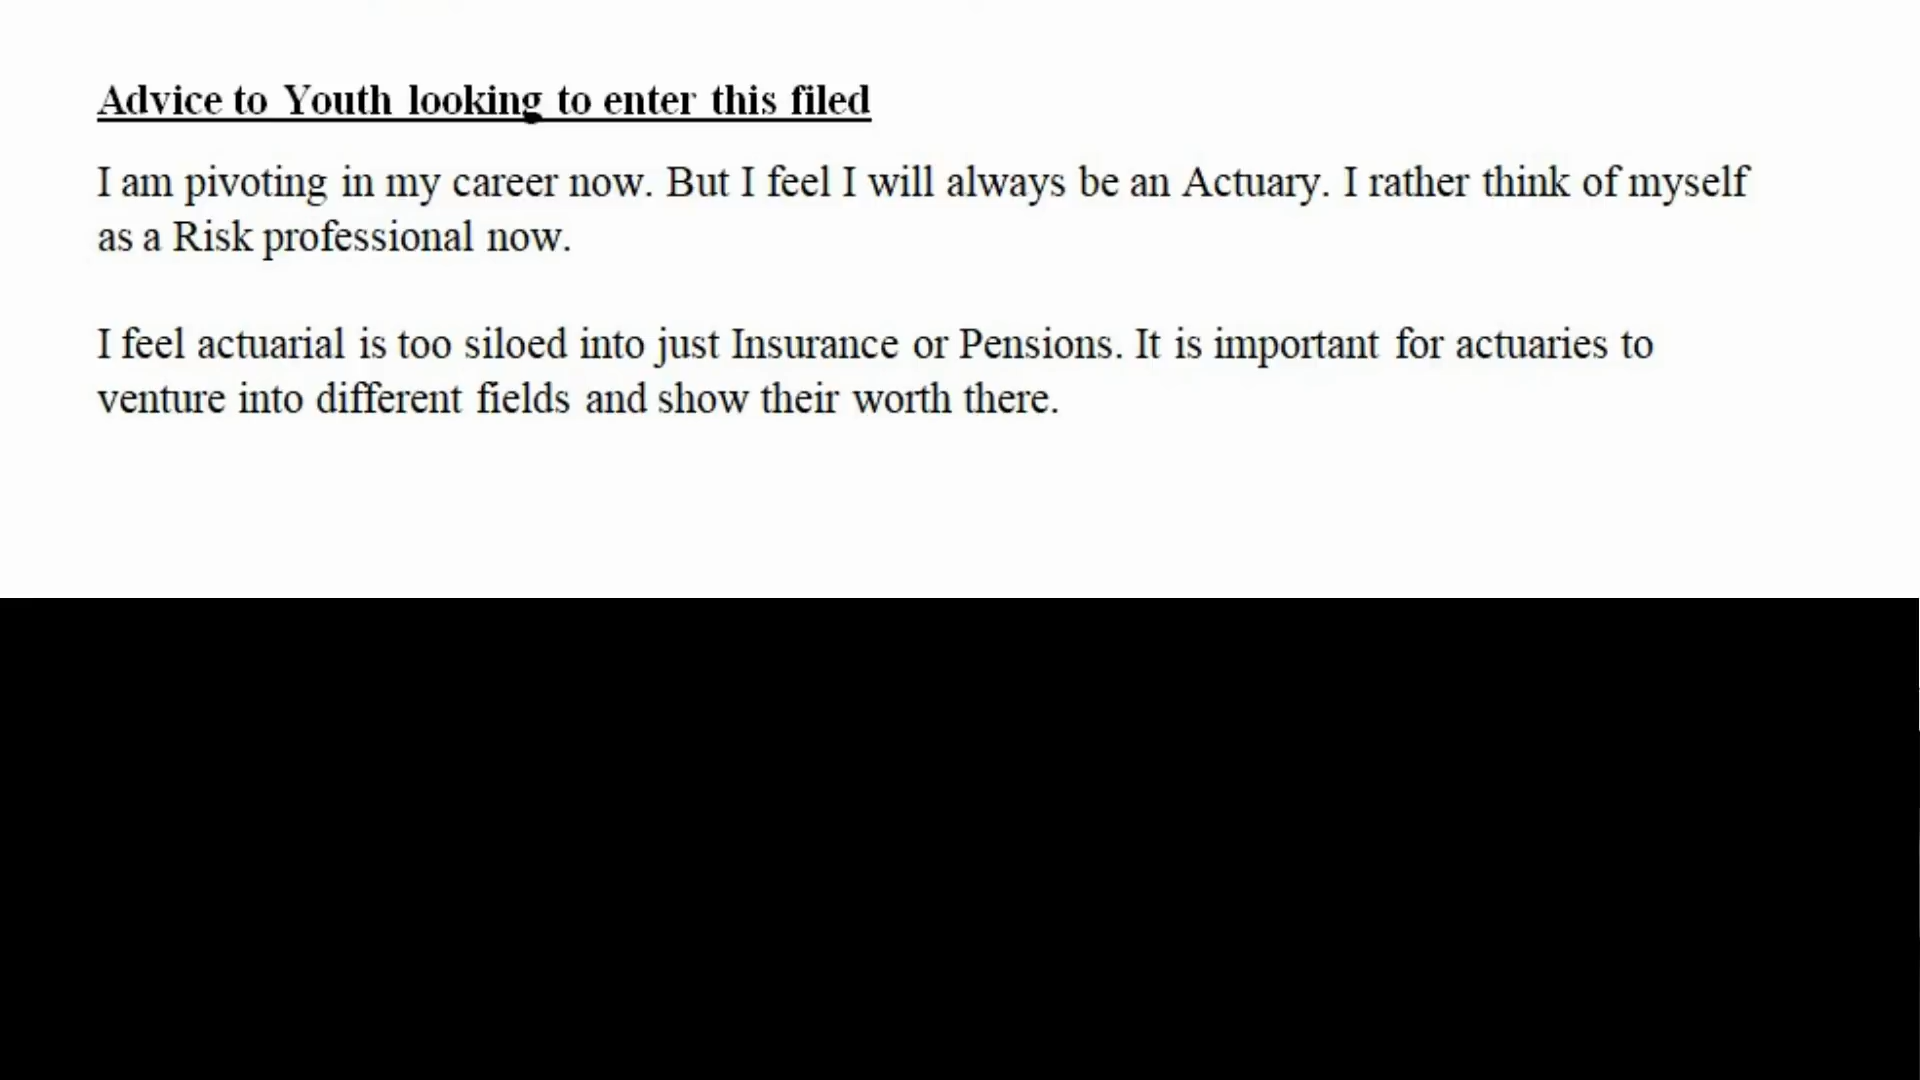 Advice to Youth looking to enter this filed
I am pivoting in my career now. But I feel I will always be an Actuary. I rather think of myself
as a Risk professional now.
I feel actuarial is too siloed into just Insurance or Pensions. It is important for actuaries to
venture into different fields and show their worth there.